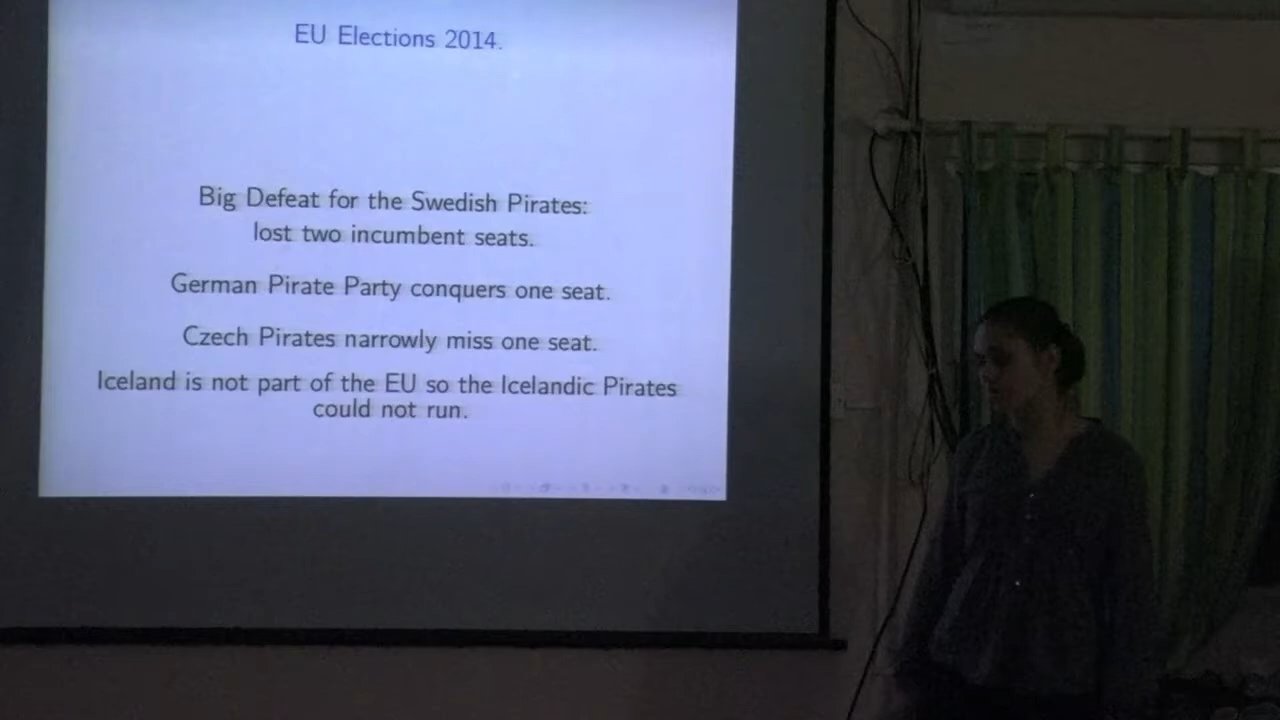 EU Elections 2014.
Big Defeat for the Swedish Pirates:
lost two incumbent seats.
German Pirate Party conquers one seat.
Czech Pirates narrowly miss one seat.
Iceland is not part of the EU so the Icelandic Pirates
could not run.